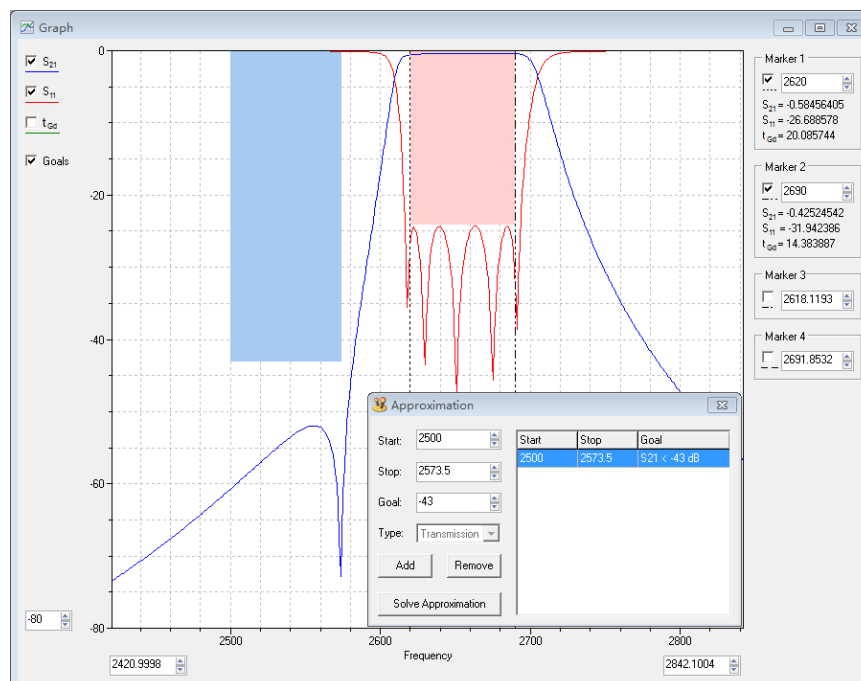 Graph
S21
S11
tGd
Goals
0
-20
-40
-60
-80
-80
2500
2600
2700
2800
Frequency
2420.9998
2842.1004
Marker 1
2620
S21 = -0.58456405
S11 = -26.688578
tGd = 20.085744
Marker 2
2690
S21 = -0.42524542
S11 = -31.942386
tGd = 14.383887
Marker 3
2618.1193
Marker 4
2691.8532
Approximation
Start: 2500
Stop: 2573.5
Goal: -43
Type: Transmission
Add Remove
Solve Approximation
Start Stop Goal
2500 2573.5 S21 < -43 dB